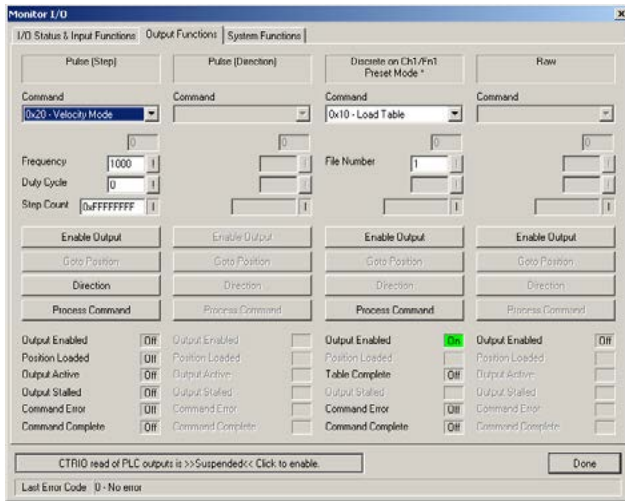 Monitor I/O
I/O Status & Input Functions Output Functions System Functions
Pulse (Step) Pulse (Direction) Discrete on Ch1/Fn1 Raw
Preset Mode *
Command Command Command Command
0x20 - Velocity Mode 0x10 - Load Table
0 0 0 0
Frequency 1000 I I File Number 1 I I
Duty Cycle 0 I I I I
Step Count 0xFFFFFFFF I I I I
Enable Output Enable Output Enable Output Enable Output
Goto Position Goto Position Goto Position Goto Position
Direction Direction Direction Direction
Process Command Process Command Process Command Process Command
Output Enabled Off Output Enabled Output Enabled On Output Enabled Off
Position Loaded Off Position Loaded Position Loaded Position Loaded
Output Active Off Output Active Table Complete Off Output Active
Output Stalled Off Output Stalled Output Stalled Output Stalled
Command Error Off Command Error Command Error Off Command Error
Command Complete Off Command Complete Command Complete Off Command Complete
CTRIO read of PLC outputs is >>Suspended<< Click to enable. Done
Last Error Code 0 - No error